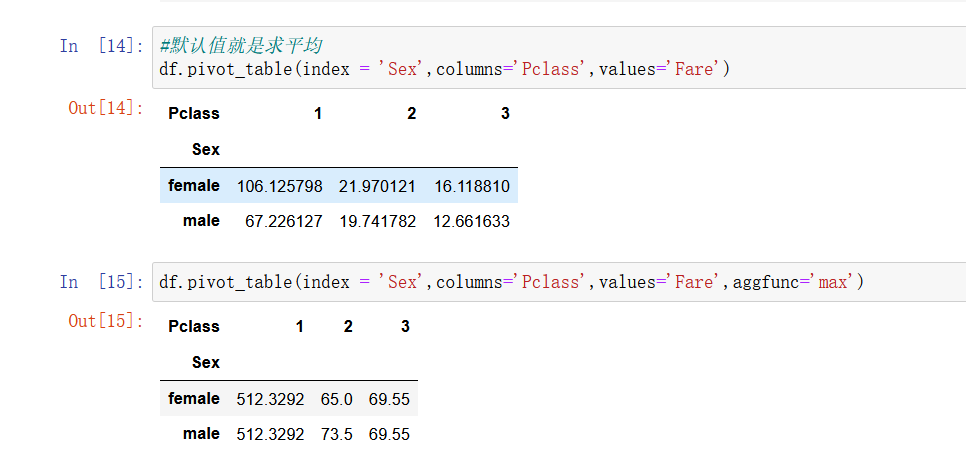 In [14]: #默认值就是求平均
df.pivot_table(index = 'Sex',columns='Pclass',values='Fare')
Out[14]: Pclass 1 2 3
Sex
female 106.125798 21.970121 16.118810
male 67.226127 19.741782 12.661633
In [15]: df.pivot_table(index = 'Sex',columns='Pclass',values='Fare',aggfunc='max')
Out[15]: Pclass 1 2 3
Sex
female 512.3292 65.0 69.55
male 512.3292 73.5 69.55